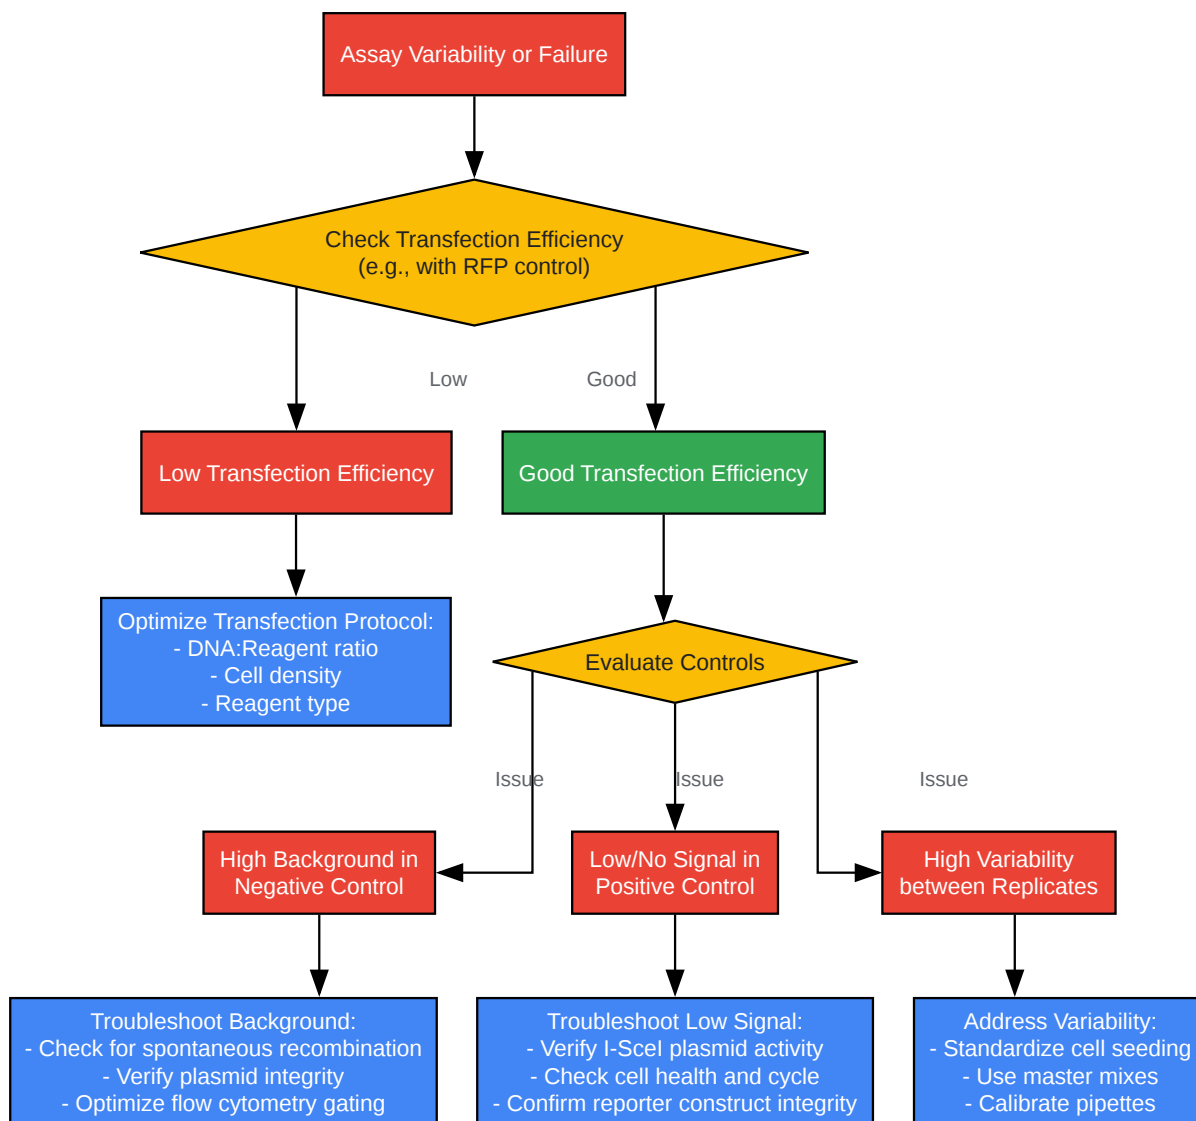 Assay Variability or Failure
Check Transfection Efficiency
(e.g., with RFP control)
Low
Good
Low Transfection Efficiency
Good Transfection Efficiency
Optimize Transfection Protocol:
- DNA:Reagent ratio
- Cell density
- Reagent type
Evaluate Controls
Issue
Issue
Issue
High Background in
Negative Control
Low/No Signal in
Positive Control
High Variability
between Replicates
Troubleshoot Background:
- Check for spontaneous recombination
- Verify plasmid integrity
- Optimize flow cytometry gating
Troubleshoot Low Signal:
- Verify I-SceI plasmid activity
- Check cell health and cycle
- Confirm reporter construct integrity
Address Variability:
- Standardize cell seeding
- Use master mixes
- Calibrate pipettes